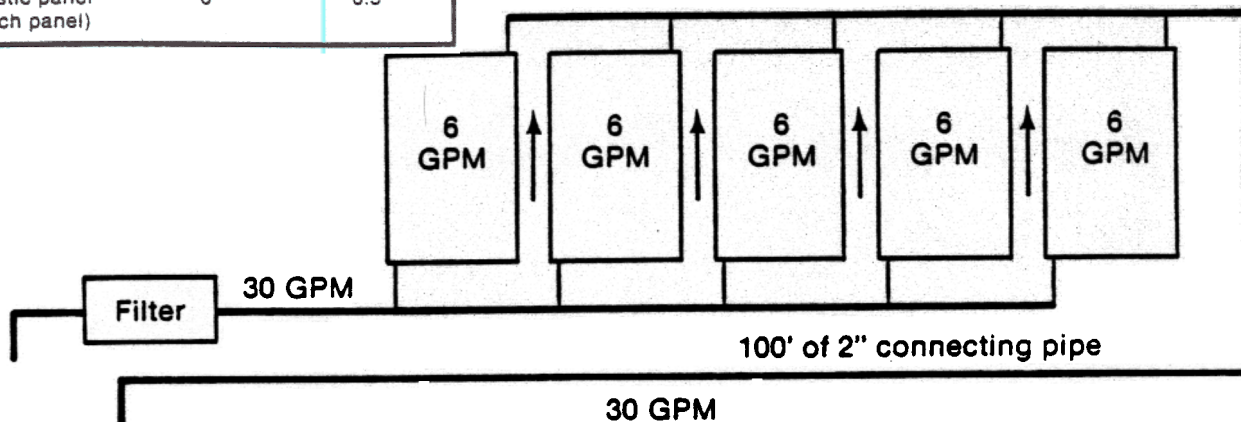 stic panel
ch panel)
6
GPM
6
GPM
6
GPM
6
GPM
6
GPM
Filter
30 GPM
100' of 2" connecting pipe
30 GPM